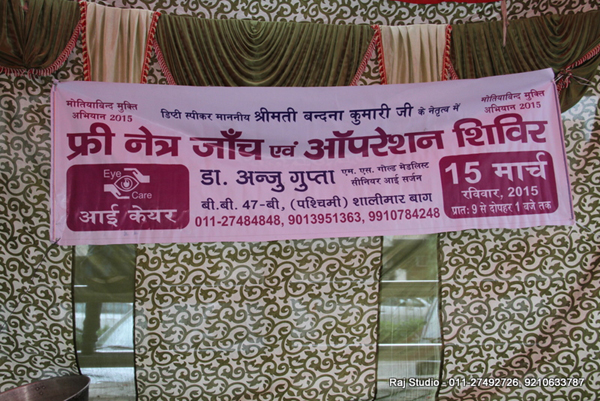 मोतियाबिन्द मुक्ति
अभियान 2015
डिप्टी स्पीकर माननीय श्रीमती बन्दना कुमारी जी के नेतृत्व में
मोतियाबिन्द मुक्ति
अभियान 2015
फ्री नेत्र जाँच एवं ऑपरेशन शिविर
Eye
Care
आई केयर
डा. अन्जु गुप्ता एम. एस. गोल्ड मेडलिस्ट
सीनियर आई सर्जन
बी.बी. 47-बी, (पश्चिमी) शालीमार बाग
011-27484848, 9013951363, 9910784248
15 मार्च
रविवार, 2015
प्रातः 9 से दोपहर 1 बजे तक
Raj Studio - 011-27492726, 9210633787